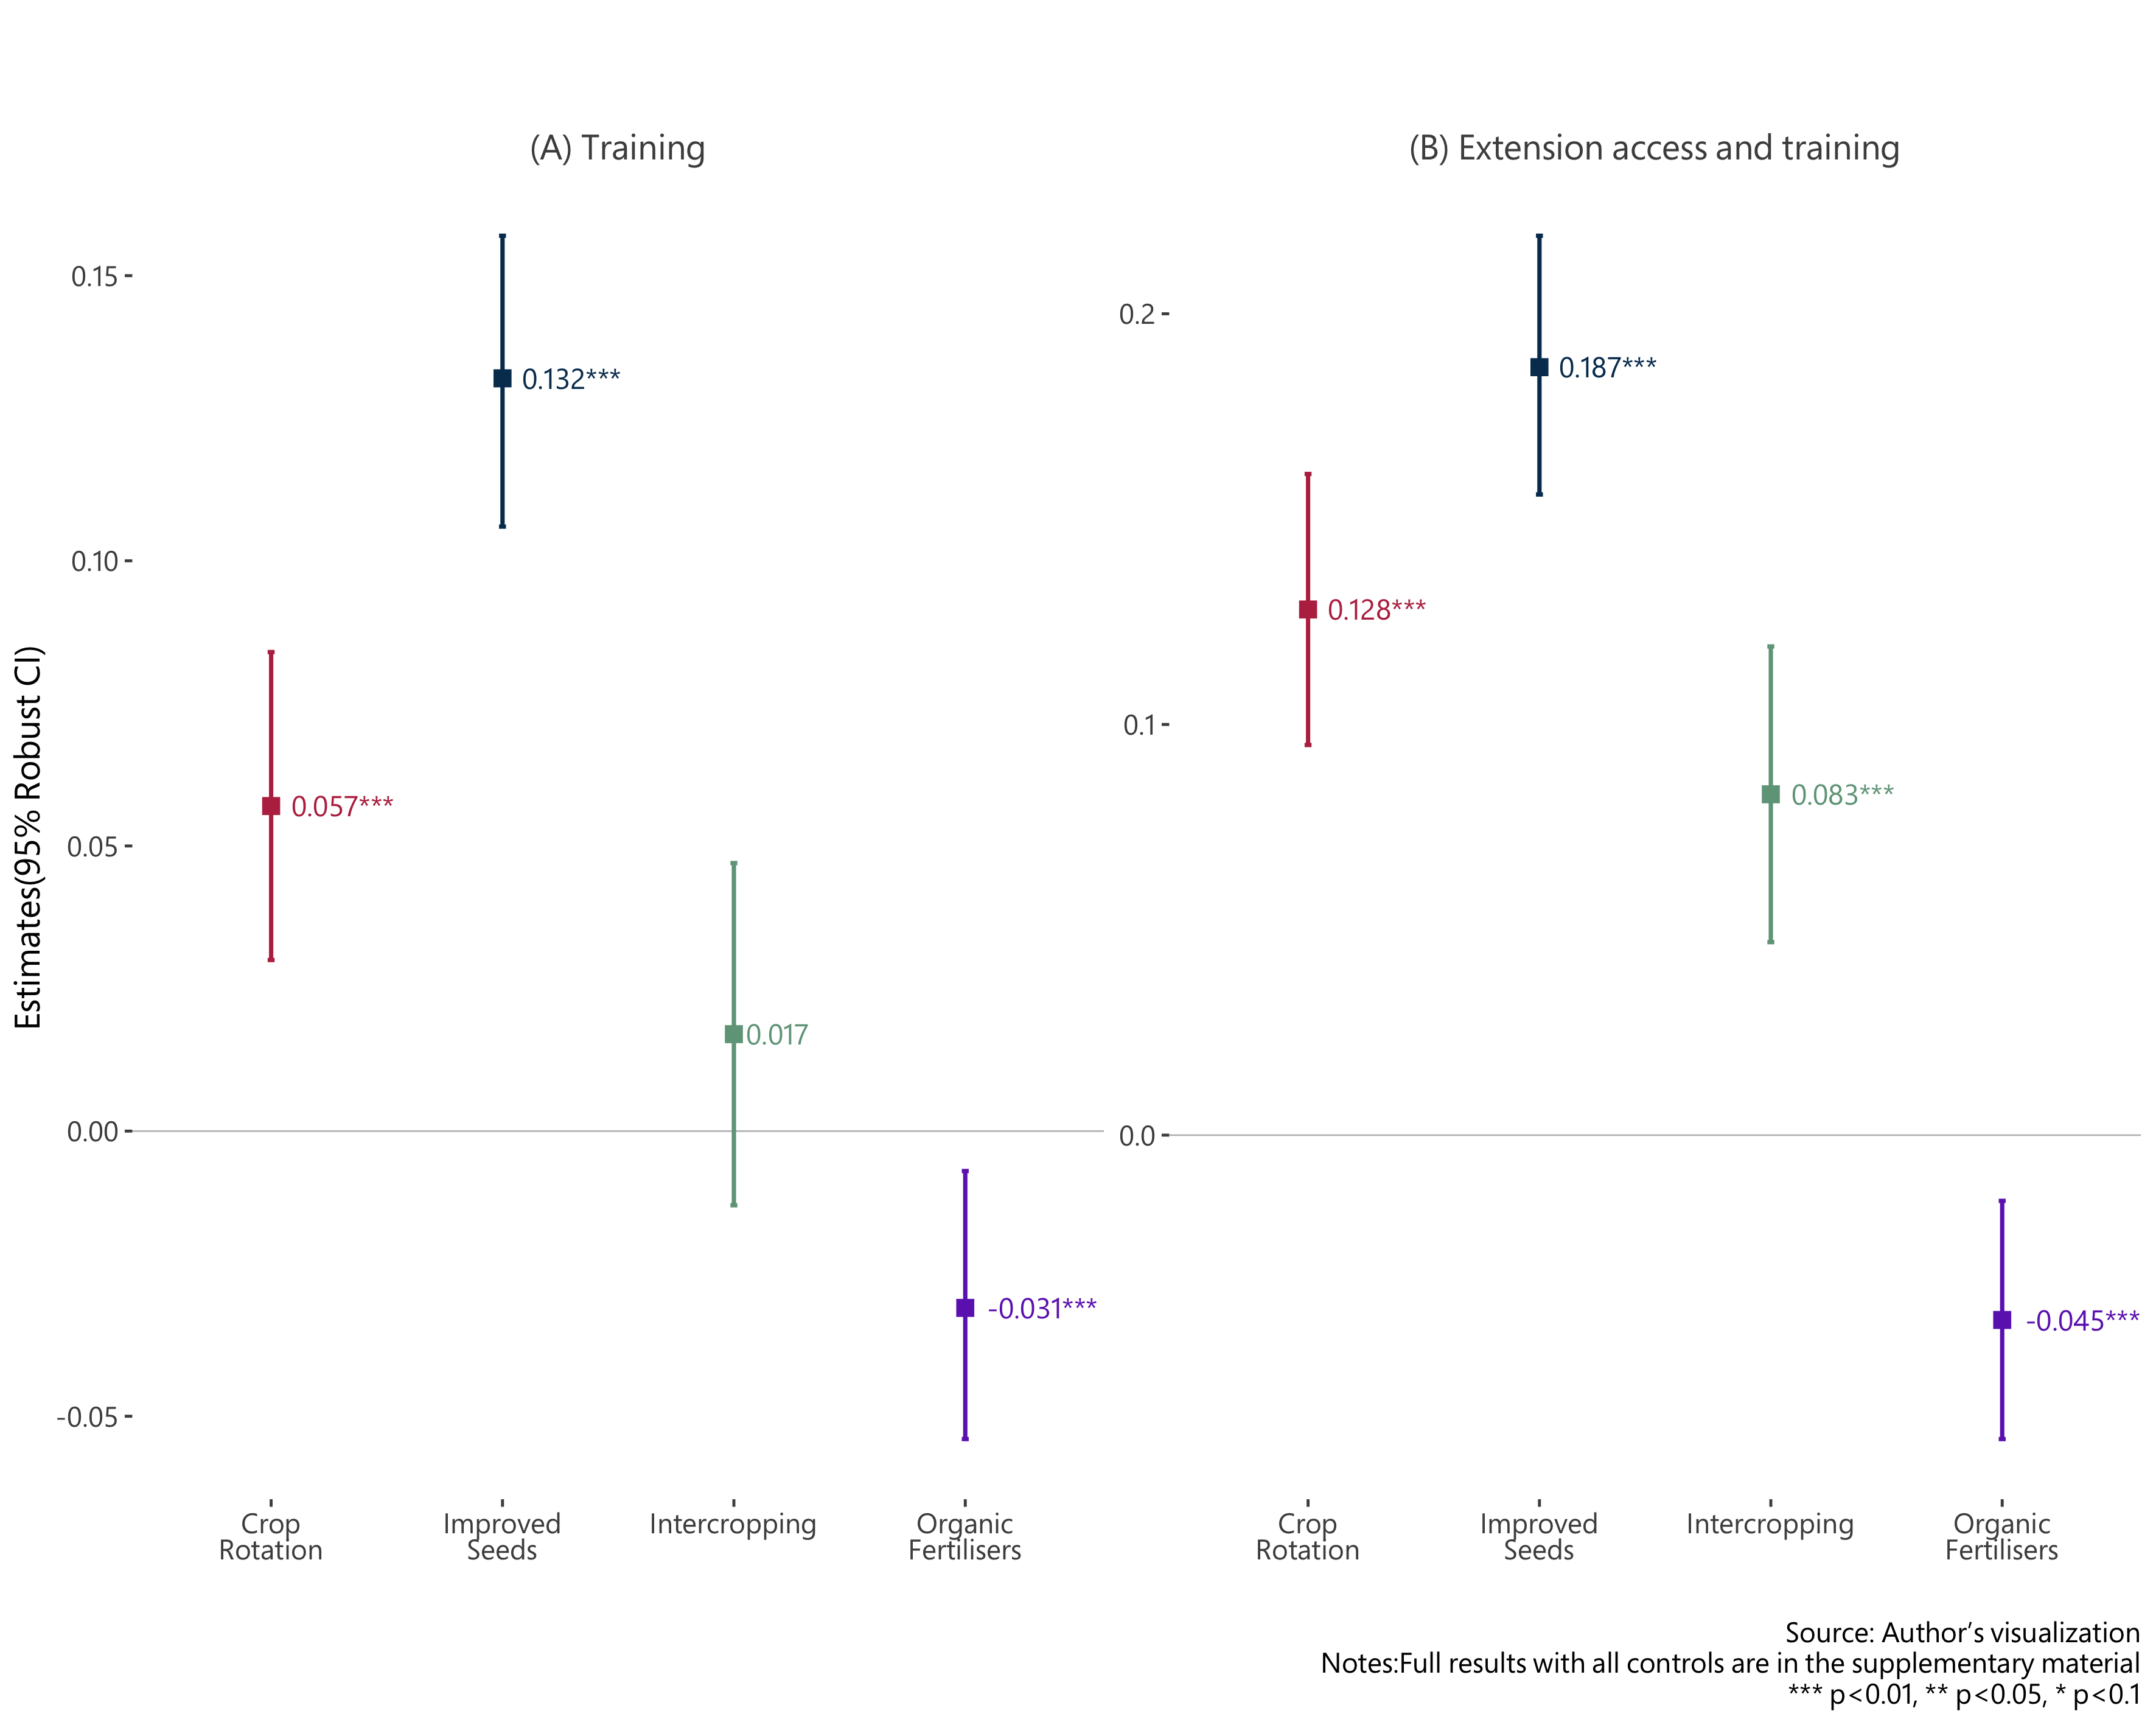 (A) Training
(B) Extension access and training
Estimates(95% Robust CI)
0.15
0.10
0.05
0.00
-0.05
0.132***
0.057***
0.017
-0.031***
Crop
Rotation
Improved
Seeds
Intercropping
Organic
Fertilisers
0.2
0.1
0.0
0.187***
0.128***
0.083***
-0.045***
Crop
Rotation
Improved
Seeds
Intercropping
Organic
Fertilisers
Source: Author’s visualization
Notes:Full results with all controls are in the supplementary material
*** p<0.01, ** p<0.05, * p<0.1